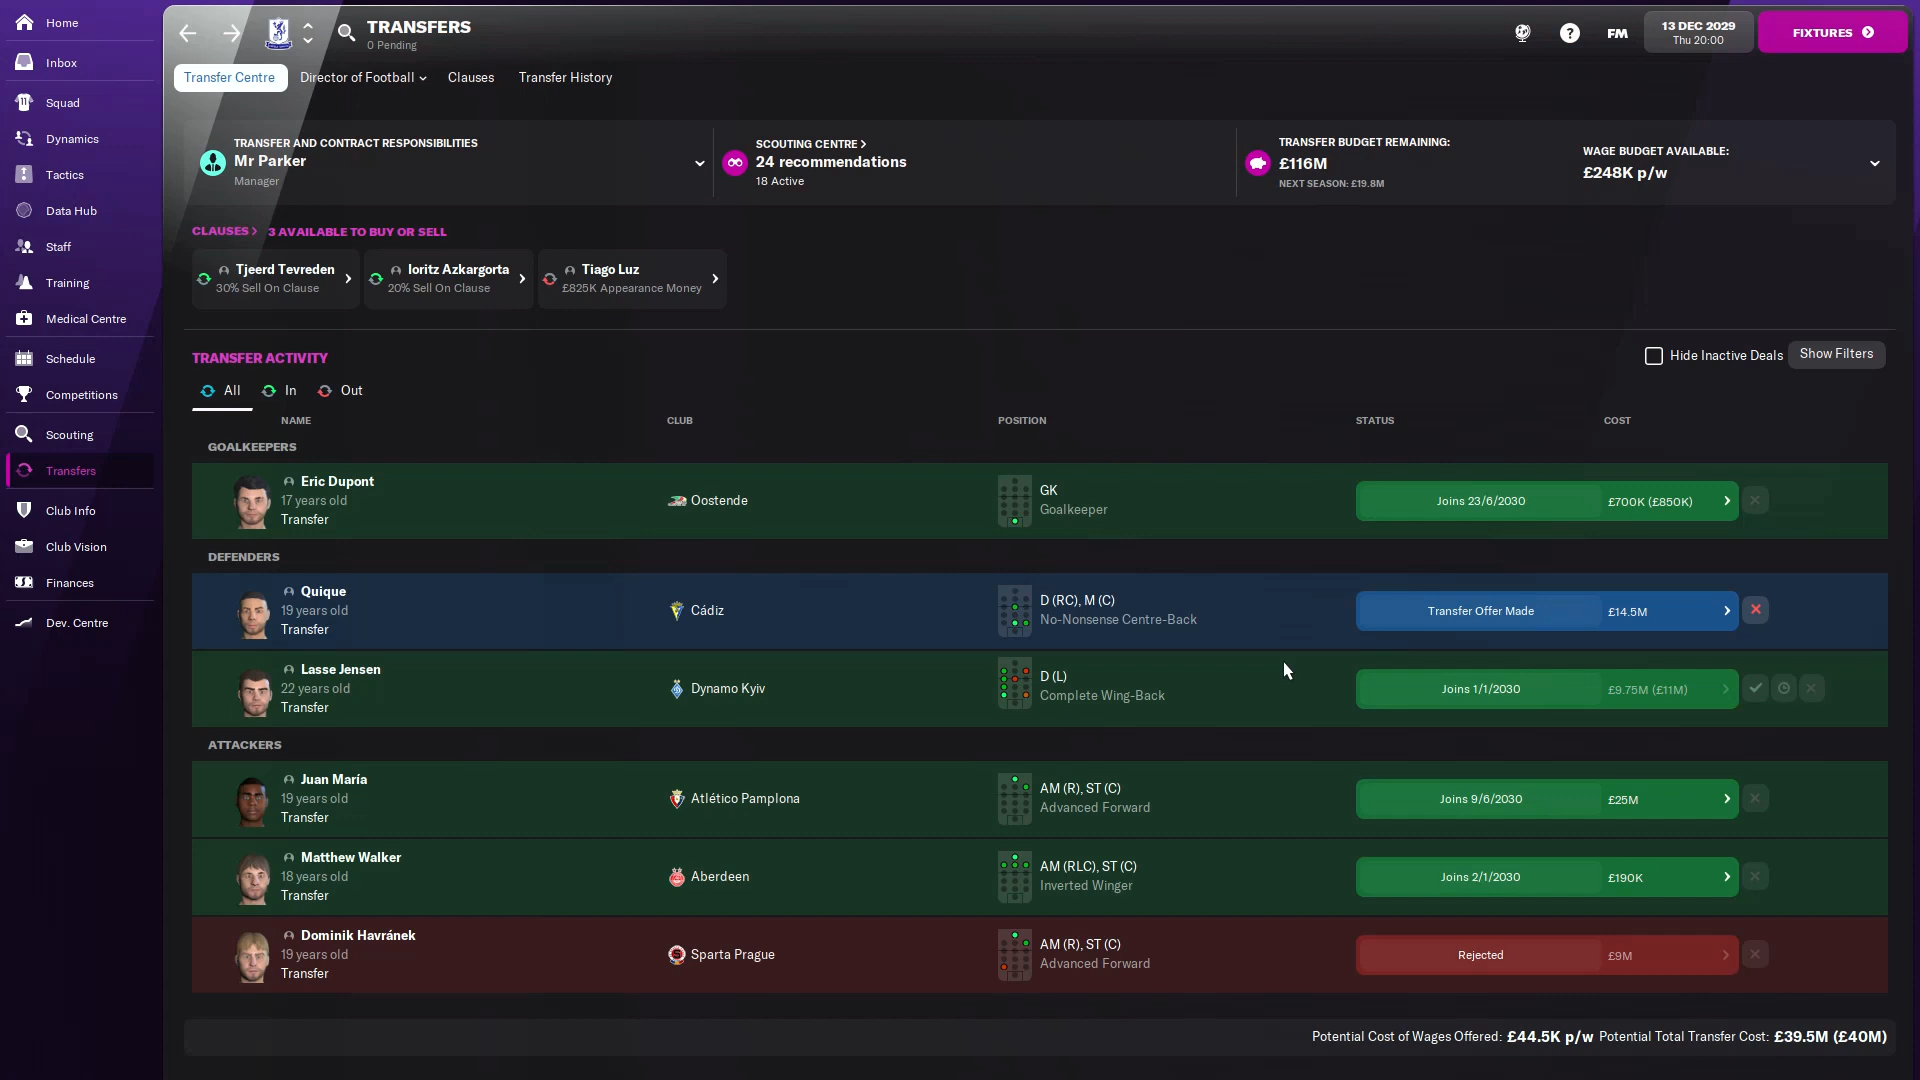 Home
Inbox
Squad
Dynamics
Tactics
Data Hub
Staff
Training
Medical Centre
Schedule
Competitions
Scouting
Transfers
Club Info
Club Vision
Finances
Dev. Centre
TRANSFERS
0 Pending
FM
13 DEC 2029
Thu 20:00
FIXTURES
Transfer Centre
Director of Football
Clauses
Transfer History
TRANSFER AND CONTRACT RESPONSIBILITIES
Mr Parker
Manager
SCOUTING CENTRE >
24 recommendations
18 Active
TRANSFER BUDGET REMAINING:
£116M
NEXT SEASON: £19.8M
WAGE BUDGET AVAILABLE:
£248K p/w
CLAUSES > 3 AVAILABLE TO BUY OR SELL
Tjeerd Tevreden
30% Sell On Clause
Ioritz Azkargorta
20% Sell On Clause
Tiago Luz
£825K Appearance Money
TRANSFER ACTIVITY
Hide Inactive Deals
Show Filters
All
In
Out
NAME CLUB POSITION STATUS COST
GOALKEEPERS
Eric Dupont
17 years old
Transfer
Oostende
GK
Goalkeeper
Joins 23/6/2030
£700K (£850K)
DEFENDERS
Quique
19 years old
Transfer
Cádiz
D (RC), M (C)
No-Nonsense Centre-Back
Transfer Offer Made
£14.5M
Lasse Jensen
22 years old
Transfer
Dynamo Kyiv
D (L)
Complete Wing-Back
Joins 1/1/2030
£9.75M (£11M)
ATTACKERS
Juan María
19 years old
Transfer
Atlético Pamplona
AM (R), ST (C)
Advanced Forward
Joins 9/6/2030
£25M
Matthew Walker
18 years old
Transfer
Aberdeen
AM (RLC), ST (C)
Inverted Winger
Joins 2/1/2030
£190K
Dominik Havránek
19 years old
Transfer
Sparta Prague
AM (R), ST (C)
Advanced Forward
Rejected
£9M
Potential Cost of Wages Offered: £44.5K p/w Potential Total Transfer Cost: £39.5M (£40M)